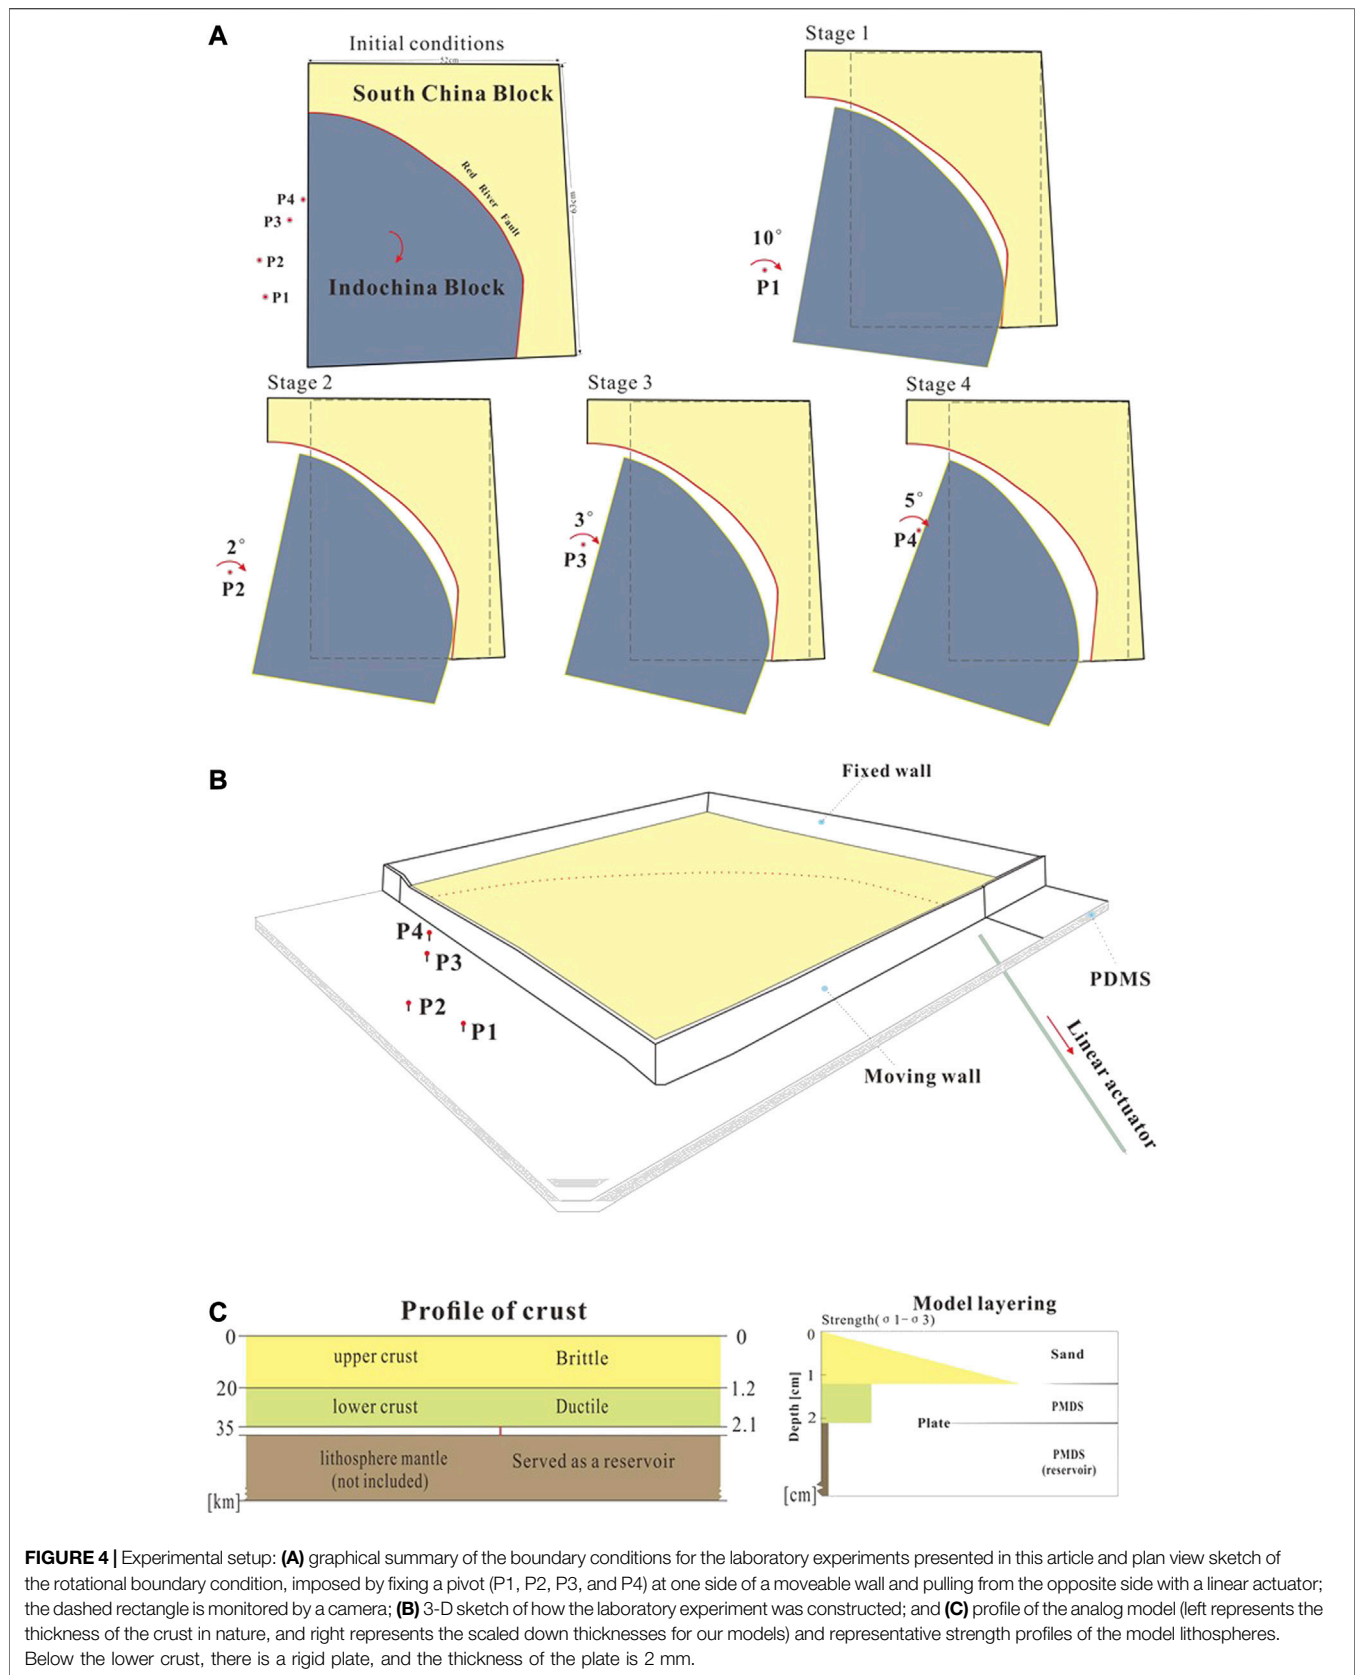 A
Initial conditions
52cm
South China Block
Red River Fault
63cm
P4
P3
P2
P1
Indochina Block
Stage 1
10°
P1
Stage 2
2°
P2
Stage 3
3°
P3
Stage 4
5°
P4
B
Fixed wall
P4
P3
P2
P1
PDMS
Linear actuator
Moving wall
C
Profile of crust
0
upper crust
Brittle
0
20
lower crust
Ductile
1.2
35
2.1
lithosphere mantle
(not included)
Served as a reservoir
[km]
[cm]
Model layering
Strength(σ1-σ3)
0
1
2
Depth [cm]
Sand
PMDS
Plate
PMDS
(reservoir)
FIGURE 4 | Experimental setup: (A) graphical summary of the boundary conditions for the laboratory experiments presented in this article and plan view sketch of
the rotational boundary condition, imposed by fixing a pivot (P1, P2, P3, and P4) at one side of a moveable wall and pulling from the opposite side with a linear actuator;
the dashed rectangle is monitored by a camera; (B) 3-D sketch of how the laboratory experiment was constructed; and (C) profile of the analog model (left represents the
thickness of the crust in nature, and right represents the scaled down thicknesses for our models) and representative strength profiles of the model lithospheres.
Below the lower crust, there is a rigid plate, and the thickness of the plate is 2 mm.